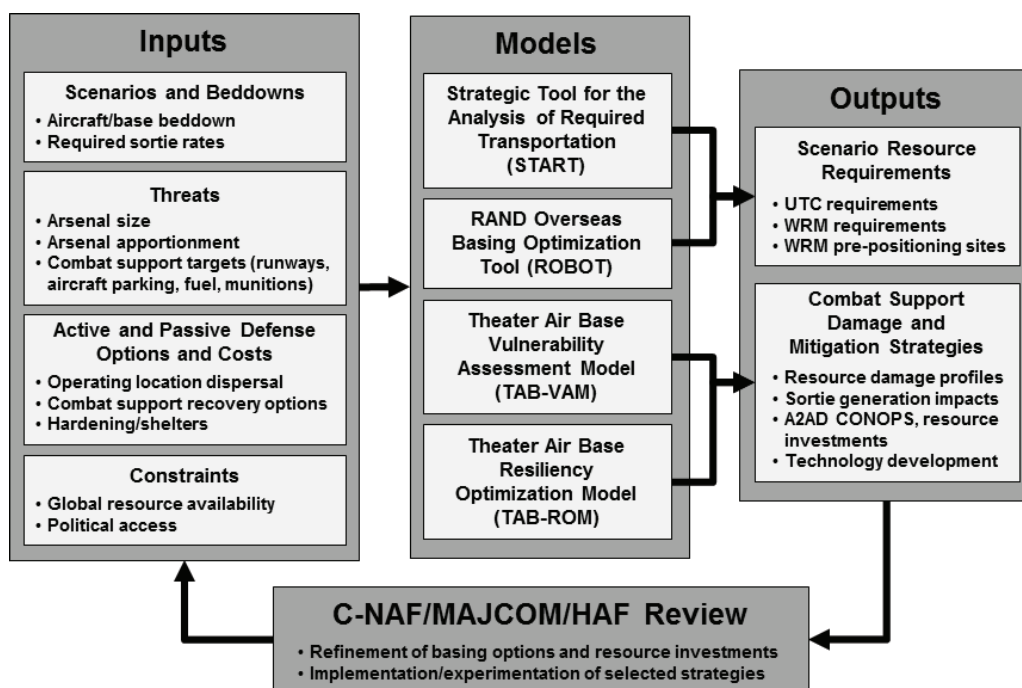 Inputs
Scenarios and Beddowns
• Aircraft/base beddown
• Required sortie rates
Threats
• Arsenal size
• Arsenal apportionment
• Combat support targets (runways,
aircraft parking, fuel, munitions)
Active and Passive Defense
Options and Costs
• Operating location dispersal
• Combat support recovery options
• Hardening/shelters
Constraints
• Global resource availability
• Political access
Models
Strategic Tool for the
Analysis of Required
Transportation
(START)
RAND Overseas
Basing Optimization
Tool (ROBOT)
Theater Air Base
Vulnerability
Assessment Model
(TAB-VAM)
Theater Air Base
Resiliency
Optimization Model
(TAB-ROM)
Outputs
Scenario Resource
Requirements
• UTC requirements
• WRM requirements
• WRM pre-positioning sites
Combat Support
Damage and
Mitigation Strategies
• Resource damage profiles
• Sortie generation impacts
• A2AD CONOPS, resource
investments
• Technology development
C-NAF/MAJCOM/HAF Review
• Refinement of basing options and resource investments
• Implementation/experimentation of selected strategies